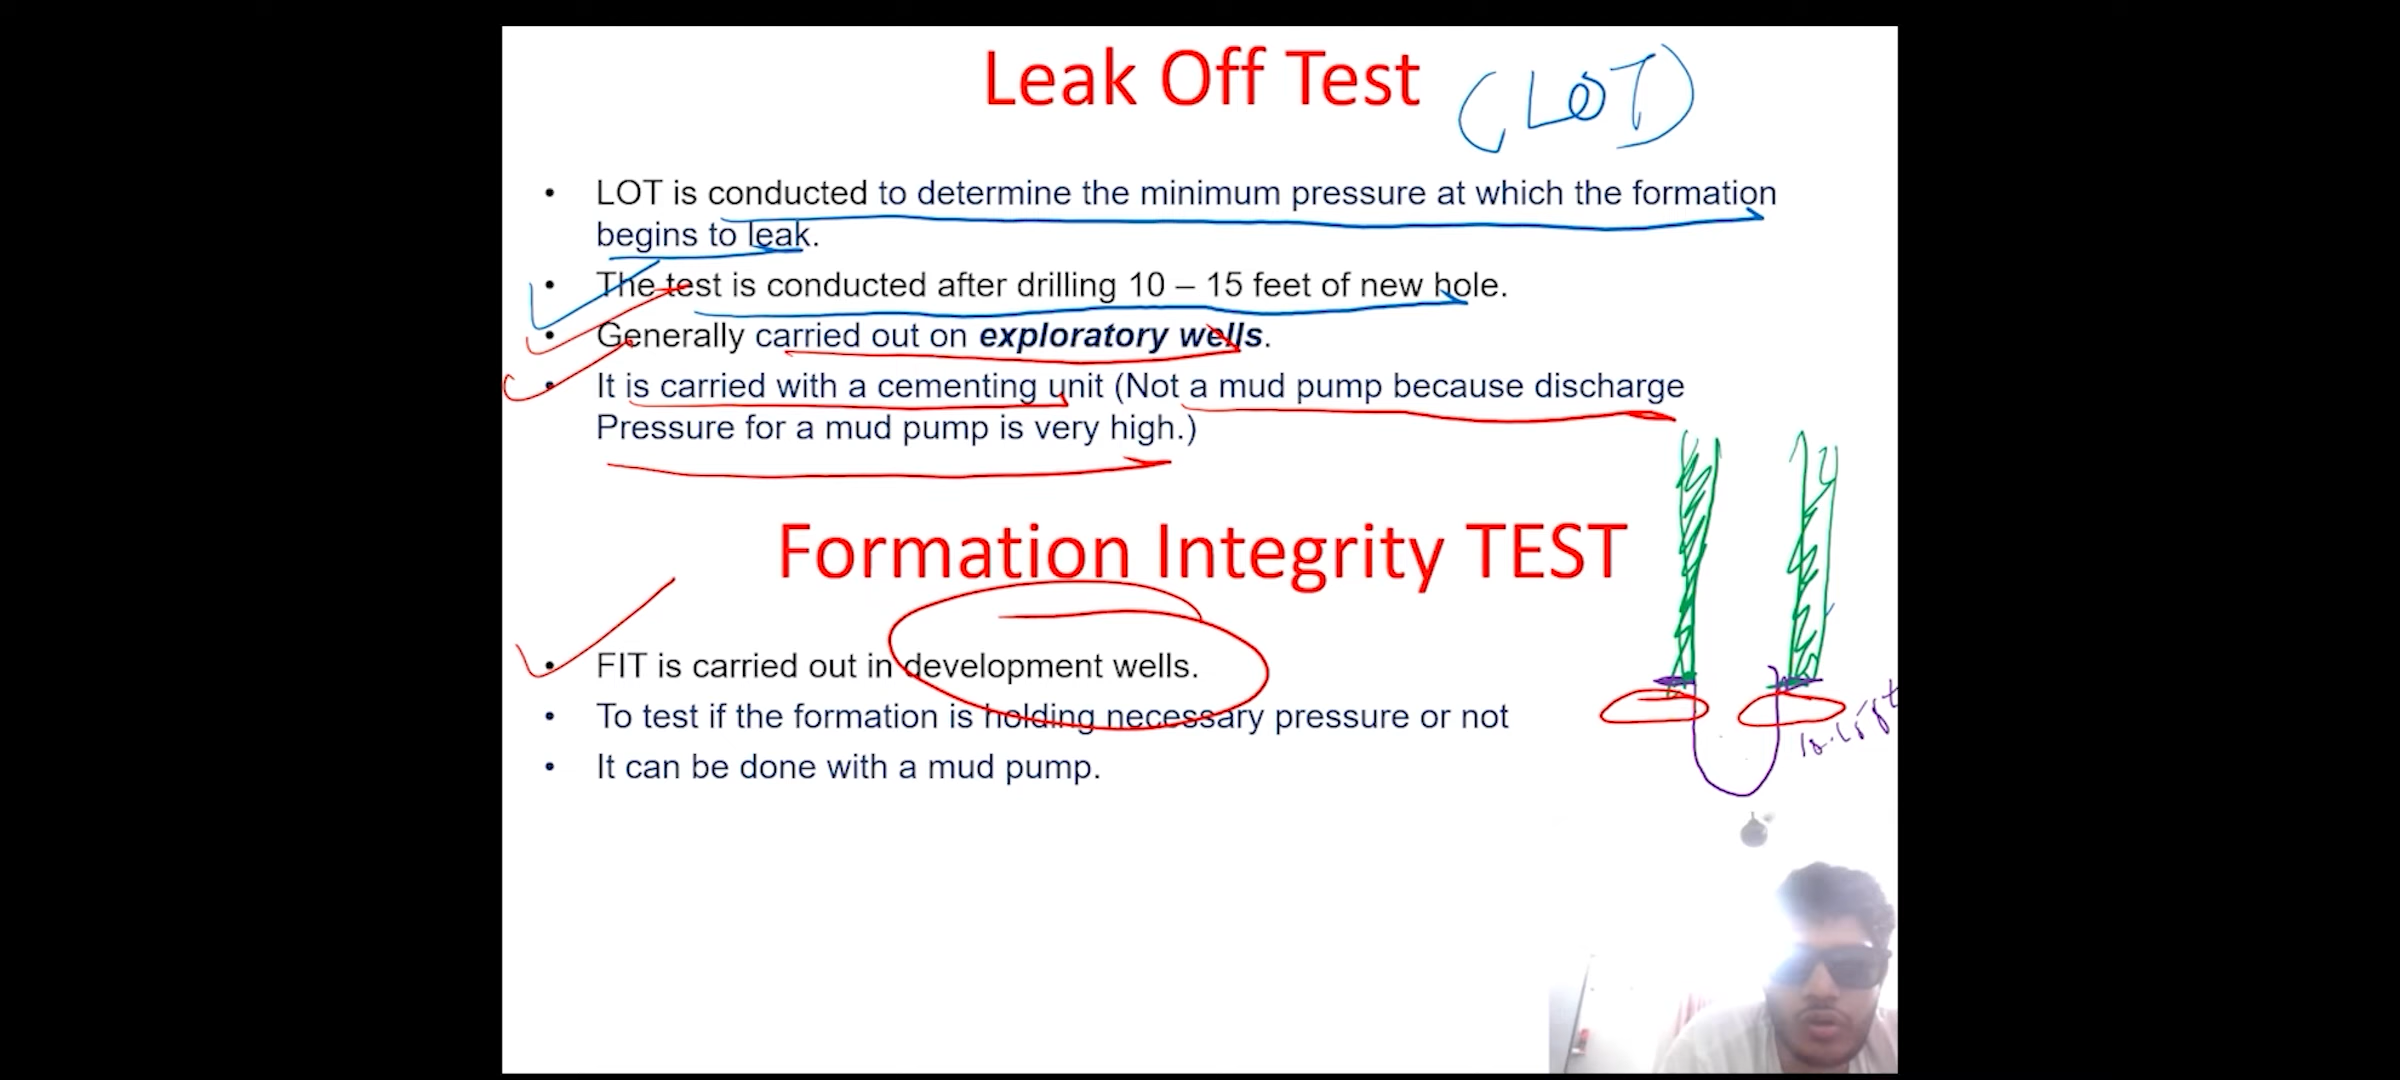 Leak Off Test (LOT)
• LOT is conducted to determine the minimum pressure at which the formation
begins to leak.
• The test is conducted after drilling 10 – 15 feet of new hole.
• Generally carried out on exploratory wells.
• It is carried with a cementing unit (Not a mud pump because discharge
Pressure for a mud pump is very high.)
Formation Integrity TEST
• FIT is carried out in development wells.
• To test if the formation is holding necessary pressure or not
• It can be done with a mud pump.